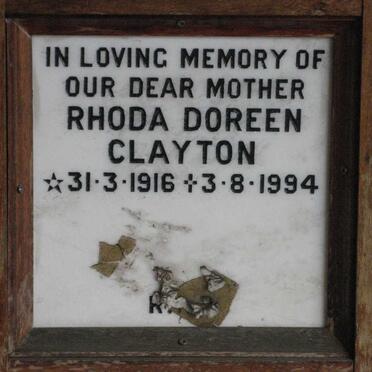 IN LOVING MEMORY OF
OUR DEAR MOTHER
RHODA DOREEN
CLAYTON
☆31·3·1916 ✝3·8·1994